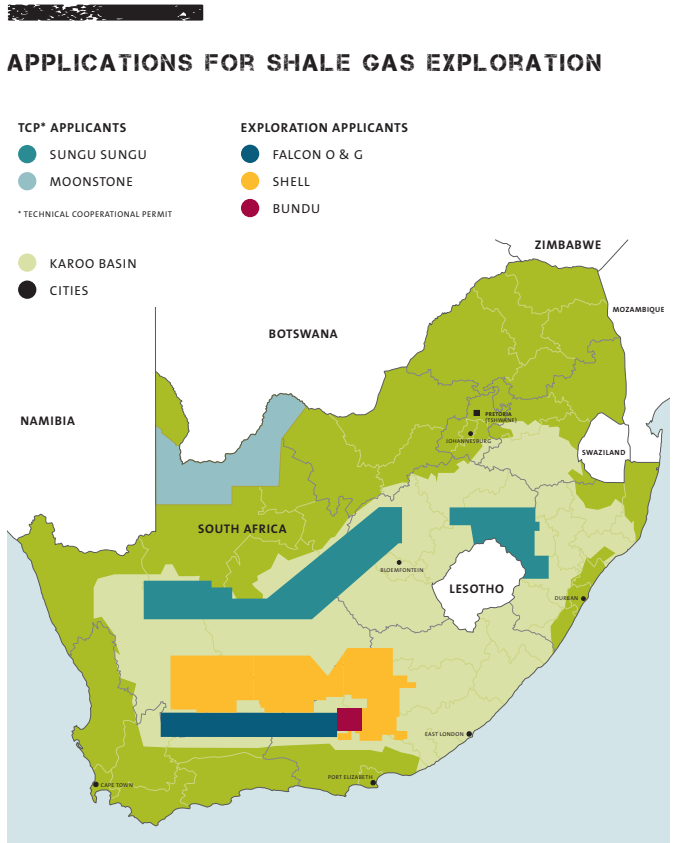 APPLICATIONS FOR SHALE GAS EXPLORATION
TCP* APPLICANTS
SUNGU SUNGU
MOONSTONE
* TECHNICAL COOPERATIONAL PERMIT
EXPLORATION APPLICANTS
FALCON O & G
SHELL
BUNDU
KAROO BASIN
CITIES
ZIMBABWE
MOZAMBIQUE
BOTSWANA
NAMIBIA
PRETORIA
(TSHWANE)
JOHANNESBURG
SWAZILAND
SOUTH AFRICA
BLOEMFONTEIN
LESOTHO
DURBAN
EAST LONDON
PORT ELIZABETH
CAPE TOWN